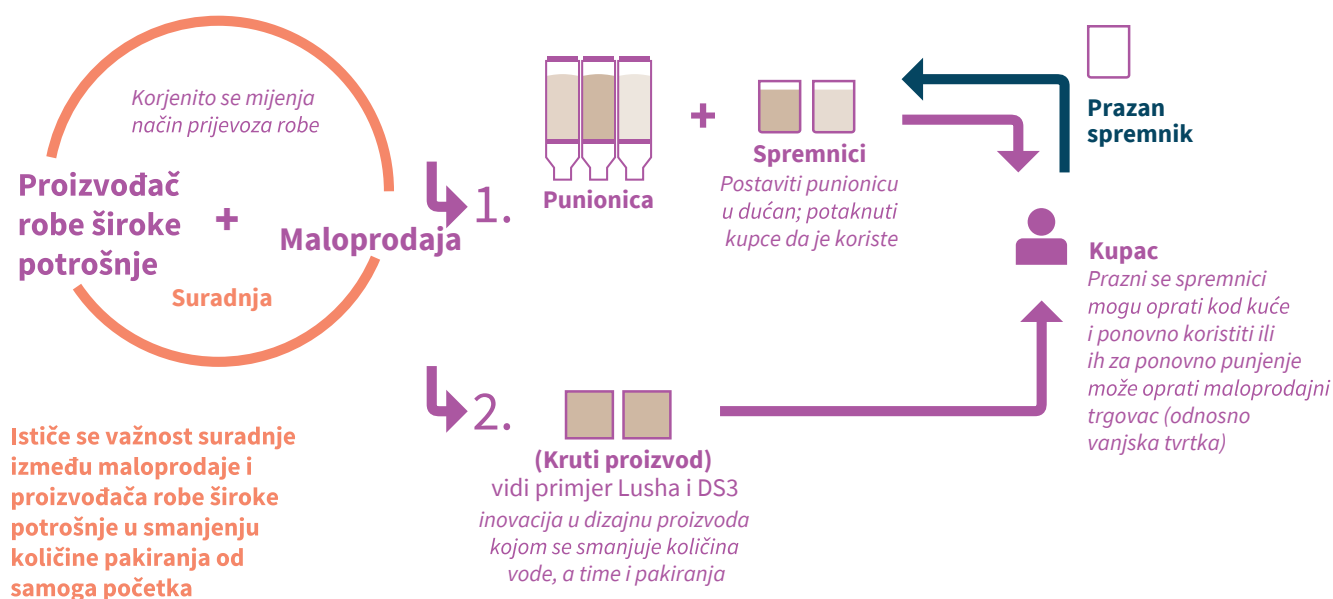 Korjenito se mijenja
način prijevoza robe
Proizvođač
robe široke
potrošnje
+
Maloprodaja
Suradnja
Ističe se važnost suradnje
između maloprodaje i
proizvođača robe široke
potrošnje u smanjenju
količine pakiranja od
samoga početka
1.
Punionica
+
Spremnici
Postaviti punionicu
u dućan; potaknuti
kupce da je koriste
Prazan
spremnik
Kupac
Prazni se spremnici
mogu oprati kod kuće
i ponovno koristiti ili
ih za ponovno punjenje
može oprati maloprodajni
trgovac (odnosno
vanjska tvrtka)
2.
(Kruti proizvod)
vidi primjer Lusha i DS3
inovacija u dizajnu proizvoda
kojom se smanjuje količina
vode, a time i pakiranja